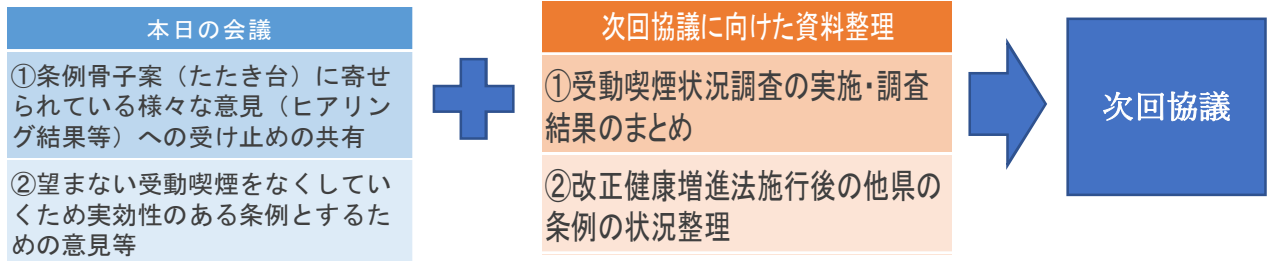 本日の会議
①条例骨子案（たたき台）に寄せ
られている様々な意見（ヒアリン
グ結果等）への受け止めの共有
②望まない受動喫煙をなくしてい
くため実効性のある条例とするた
めの意見等
次回協議に向けた資料整理
①受動喫煙状況調査の実施・調査
結果のまとめ
②改正健康増進法施行後の他県の
条例の状況整理
次回協議